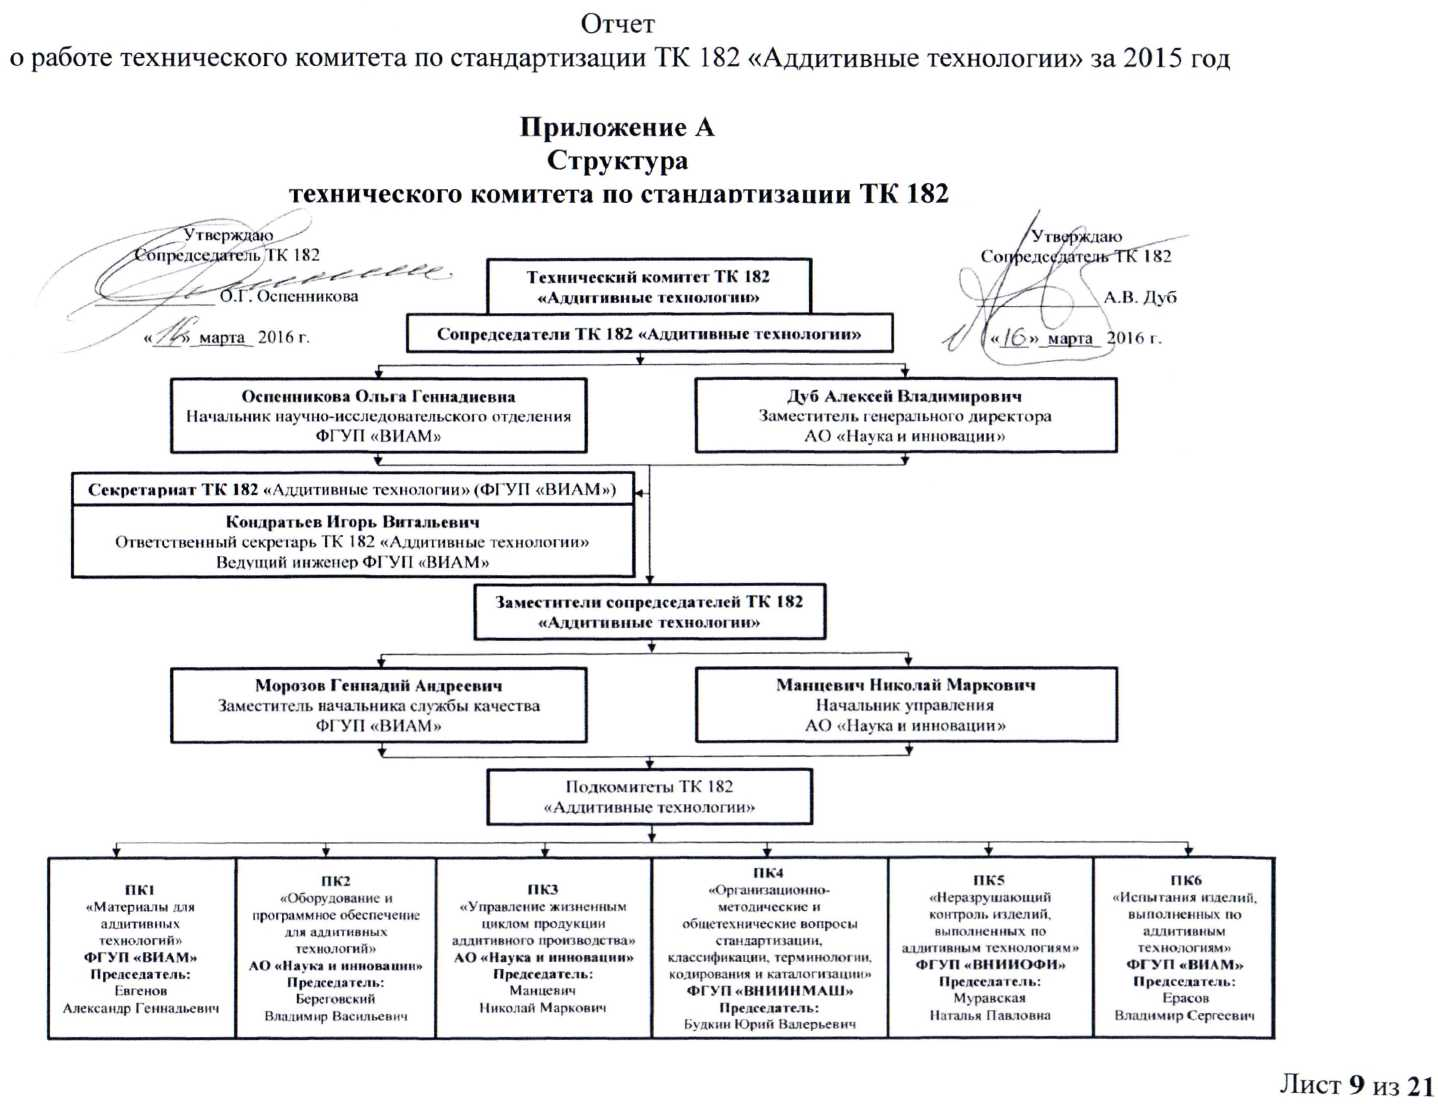 Отчет
о работе технического комитета по стандартизации ТК 182 «Аддитивные технологии» за 2015 год
Приложение А
Структура
технического комитета по стандартизации ТК 182
Утверждаю
Сопредседатель ТК 182
О.Г. Оспенникова
«16» марта 2016 г.
Утверждаю
Сопредседатель ТК 182
А.В. Дуб
«16» марта 2016 г.
Технический комитет ТК 182
«Аддитивные технологии»
Сопредседатели ТК 182 «Аддитивные технологии»
Оспенникова Ольга Геннадиевна
Начальник научно-исследовательского отделения
ФГУП «ВИАМ»
Дуб Алексей Владимирович
Заместитель генерального директора
АО «Наука и инновации»
Секретариат ТК 182 «Аддитивные технологии» (ФГУП «ВИАМ»)
Кондратьев Игорь Витальевич
Ответственный секретарь ТК 182 «Аддитивные технологии»
Ведущий инженер ФГУП «ВИАМ»
Заместители сопредседателей ТК 182
«Аддитивные технологии»
Морозов Геннадий Андреевич
Заместитель начальника службы качества
ФГУП «ВИАМ»
Манцевич Николай Маркович
Начальник управления
АО «Наука и инновации»
Подкомитеты ТК 182
«Аддитивные технологии»
ПК1
«Материалы для
аддитивных
технологий»
ФГУП «ВИАМ»
Председатель:
Евгенов
Александр Геннадьевич
ПК2
«Оборудование и
программное обеспечение
для аддитивных
технологий»
АО «Наука и инновации»
Председатель:
Береговский
Владимир Васильевич
ПК3
«Управление жизненным
циклом продукции
аддитивного производства»
АО «Наука и инновации»
Председатель:
Манцевич
Николай Маркович
ПК4
«Организационно-
методические и
общетехнические вопросы
стандартизации,
классификации, терминологии,
кодирования и каталогизации»
ФГУП «ВНИИНМАШ»
Председатель:
Будкин Юрий Валерьевич
ПК5
«Неразрушающий
контроль изделий,
выполненных по
аддитивным технологиям»
ФГУП «ВНИИОФИ»
Председатель:
Муравская
Наталья Павловна
ПК6
«Испытания изделий,
выполненных по
аддитивным
технологиям»
ФГУП «ВИАМ»
Председатель:
Ерасов
Владимир Сергеевич
Лист 9 из 21